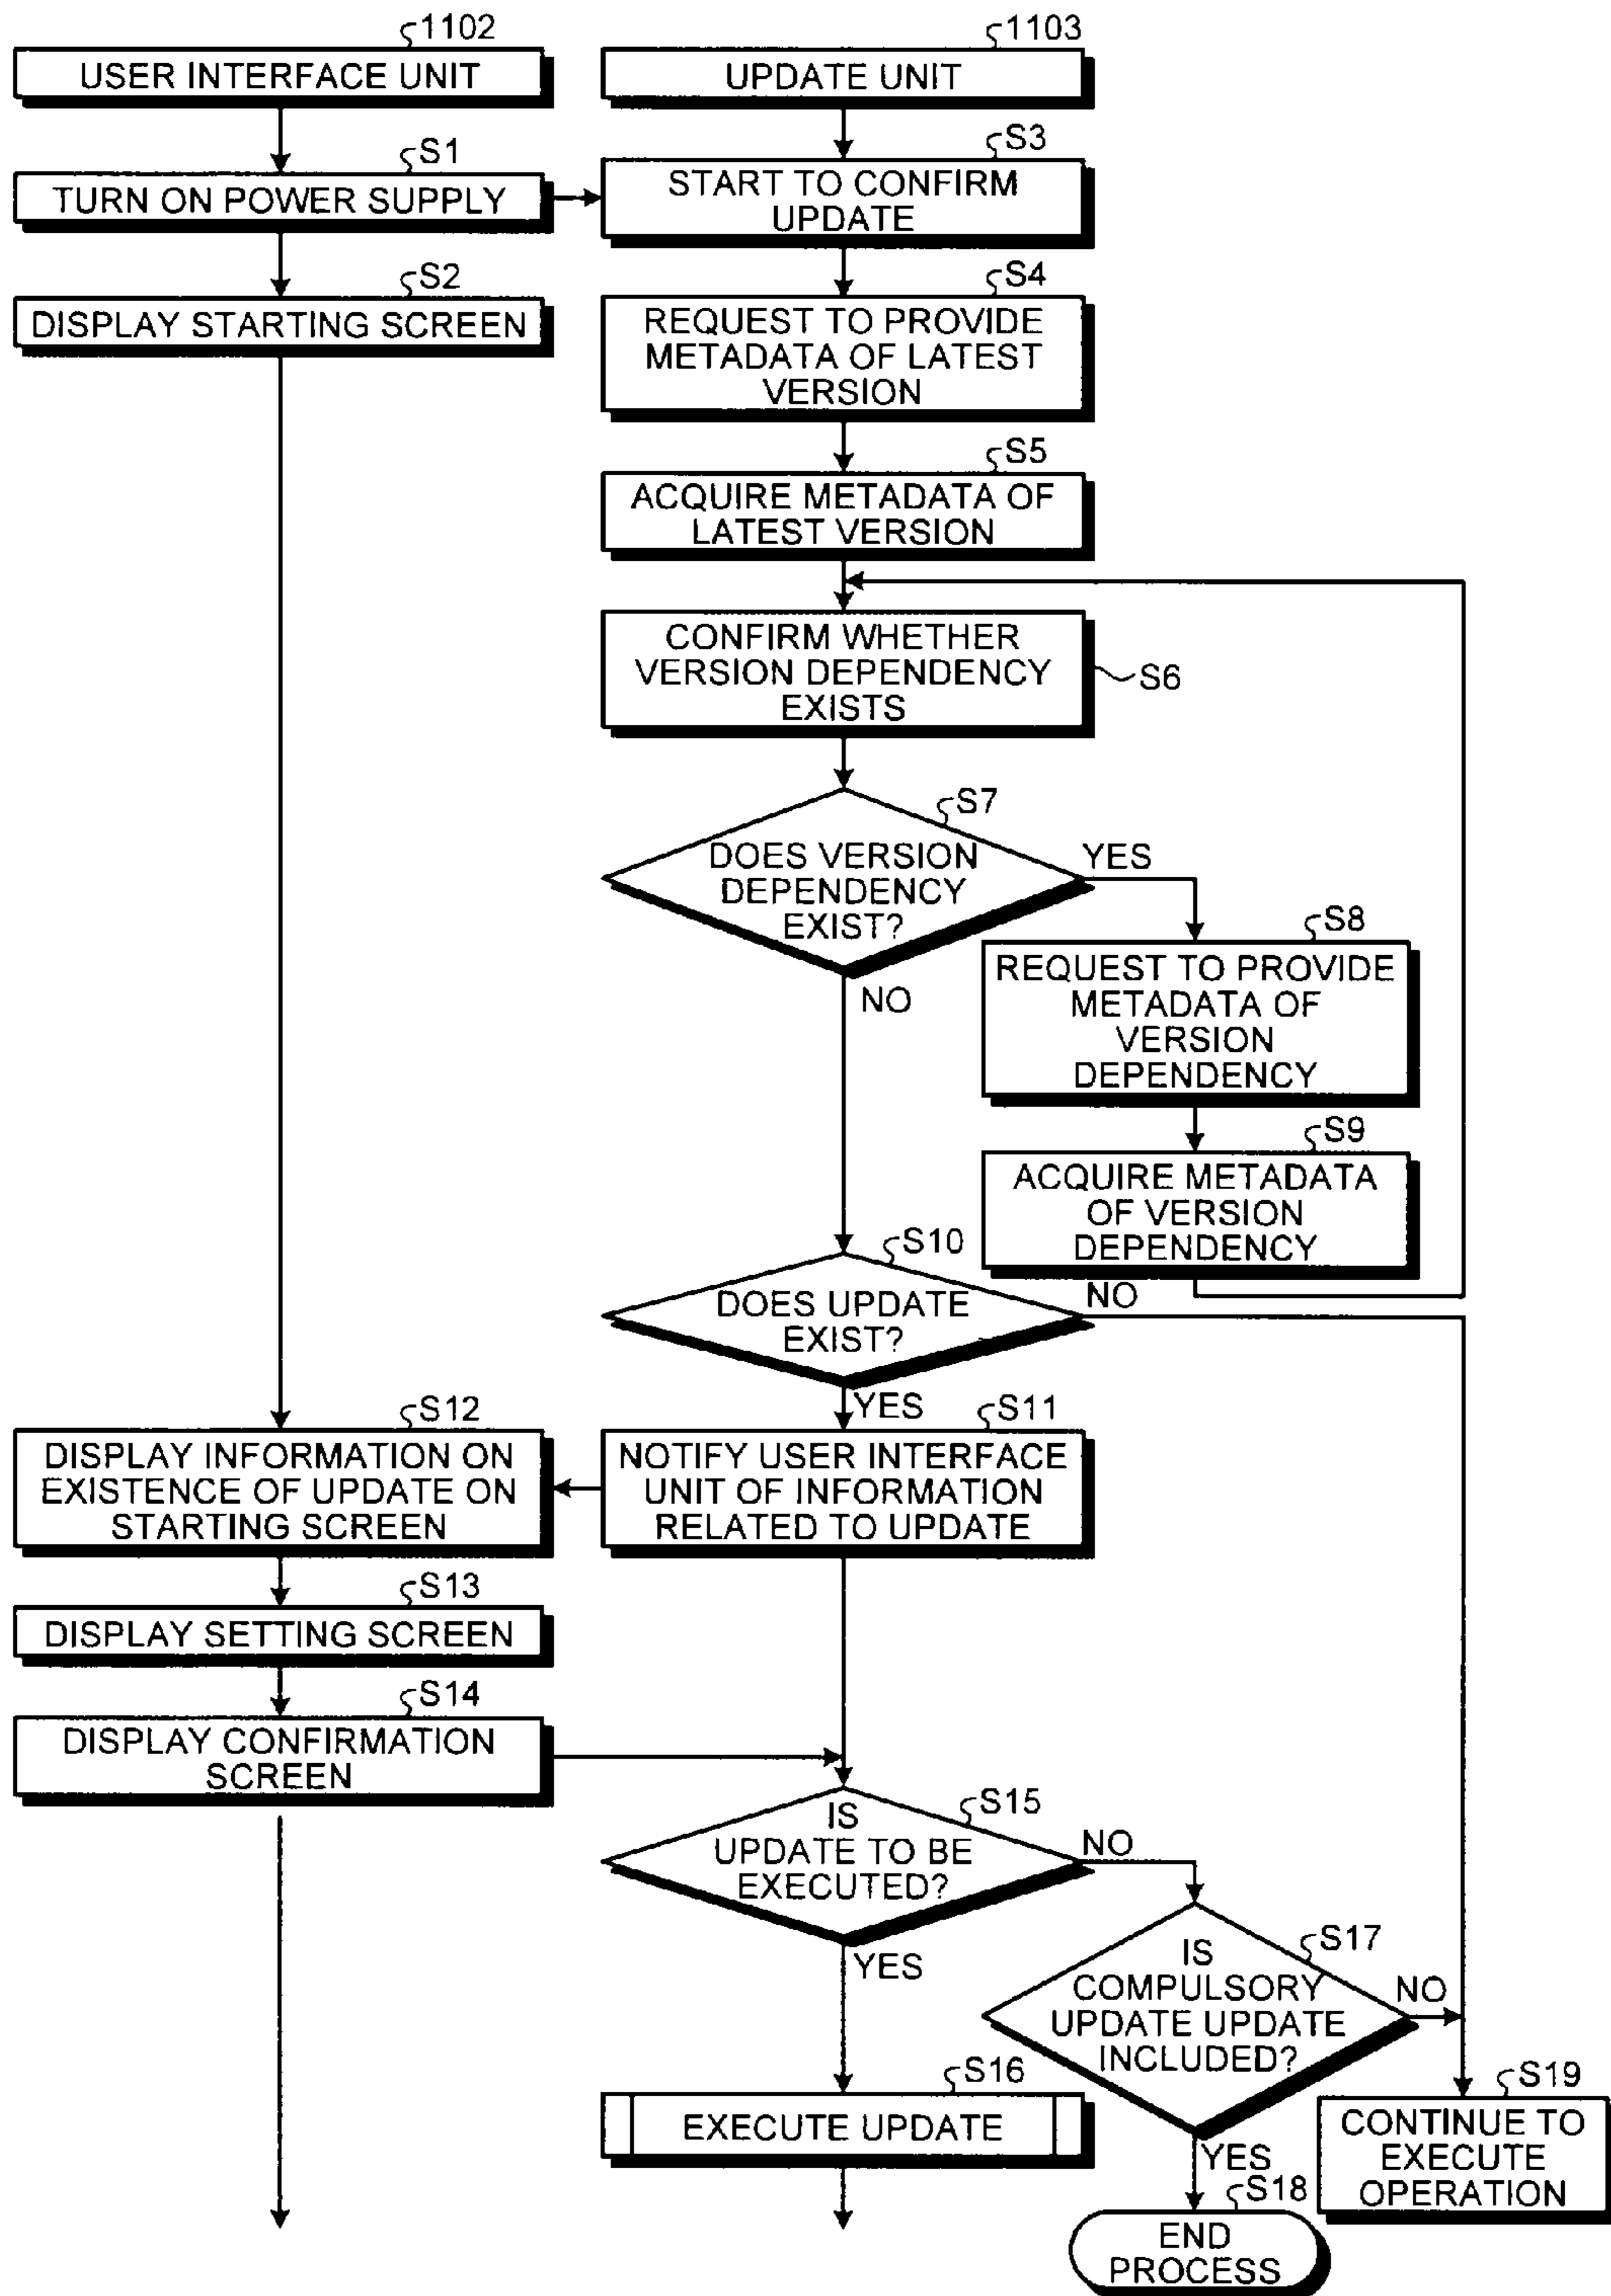 1102
USER INTERFACE UNIT
1103
UPDATE UNIT
S1
TURN ON POWER SUPPLY
S3
START TO CONFIRM
UPDATE
S2
DISPLAY STARTING SCREEN
S4
REQUEST TO PROVIDE
METADATA OF LATEST
VERSION
S5
ACQUIRE METADATA OF
LATEST VERSION
CONFIRM WHETHER
VERSION DEPENDENCY
EXISTS
S6
S7
DOES VERSION
DEPENDENCY
EXIST?
YES
NO
S8
REQUEST TO PROVIDE
METADATA OF
VERSION
DEPENDENCY
S9
ACQUIRE METADATA
OF VERSION
DEPENDENCY
S10
DOES UPDATE
EXIST?
NO
YES
S12
DISPLAY INFORMATION ON
EXISTENCE OF UPDATE ON
STARTING SCREEN
S11
NOTIFY USER INTERFACE
UNIT OF INFORMATION
RELATED TO UPDATE
S13
DISPLAY SETTING SCREEN
S14
DISPLAY CONFIRMATION
SCREEN
S15
IS
UPDATE TO BE
EXECUTED?
NO
YES
S17
IS
COMPULSORY
UPDATE UPDATE
INCLUDED?
NO
YES
S16
EXECUTE UPDATE
S19
CONTINUE TO
EXECUTE
OPERATION
S18
END
PROCESS